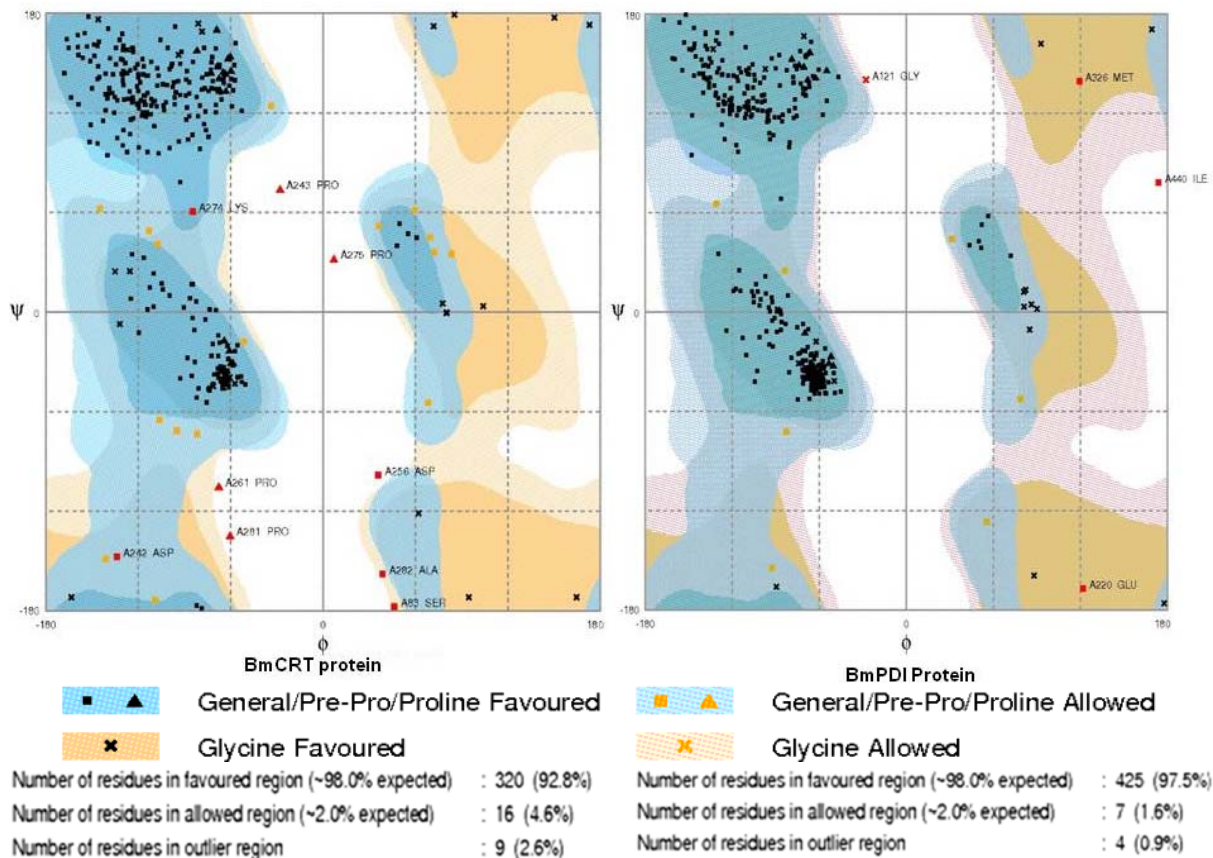 180
180
A121 GLY
A326 MET
A243 PRO
A440 ILE
A274 LYS
A275 PRO
Ψ 0
Ψ 0
A256 ASP
A261 PRO
A281 PRO
A242 ASP
A282 ALA
A220 GLU
A83 SER
-180
-180
-180 0 180
-180 0 180
ϕ
ϕ
BmCRT protein
BmPDI Protein
General/Pre-Pro/Proline Favoured
General/Pre-Pro/Proline Allowed
Glycine Favoured
Glycine Allowed
Number of residues in favoured region (~98.0% expected) : 320 (92.8%)
Number of residues in allowed region (~2.0% expected) : 16 (4.6%)
Number of residues in outlier region : 9 (2.6%)
Number of residues in favoured region (~98.0% expected) : 425 (97.5%)
Number of residues in allowed region (~2.0% expected) : 7 (1.6%)
Number of residues in outlier region : 4 (0.9%)